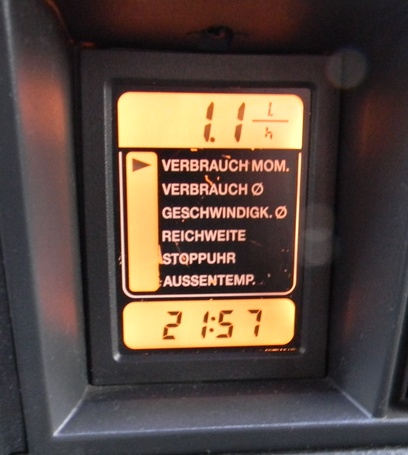 1.1 L/h
VERBRAUCH MOM.
VERBRAUCH Ø
GESCHWINDIGK. Ø
REICHWEITE
STOPPUHR
AUSSENTEMP.
21:57